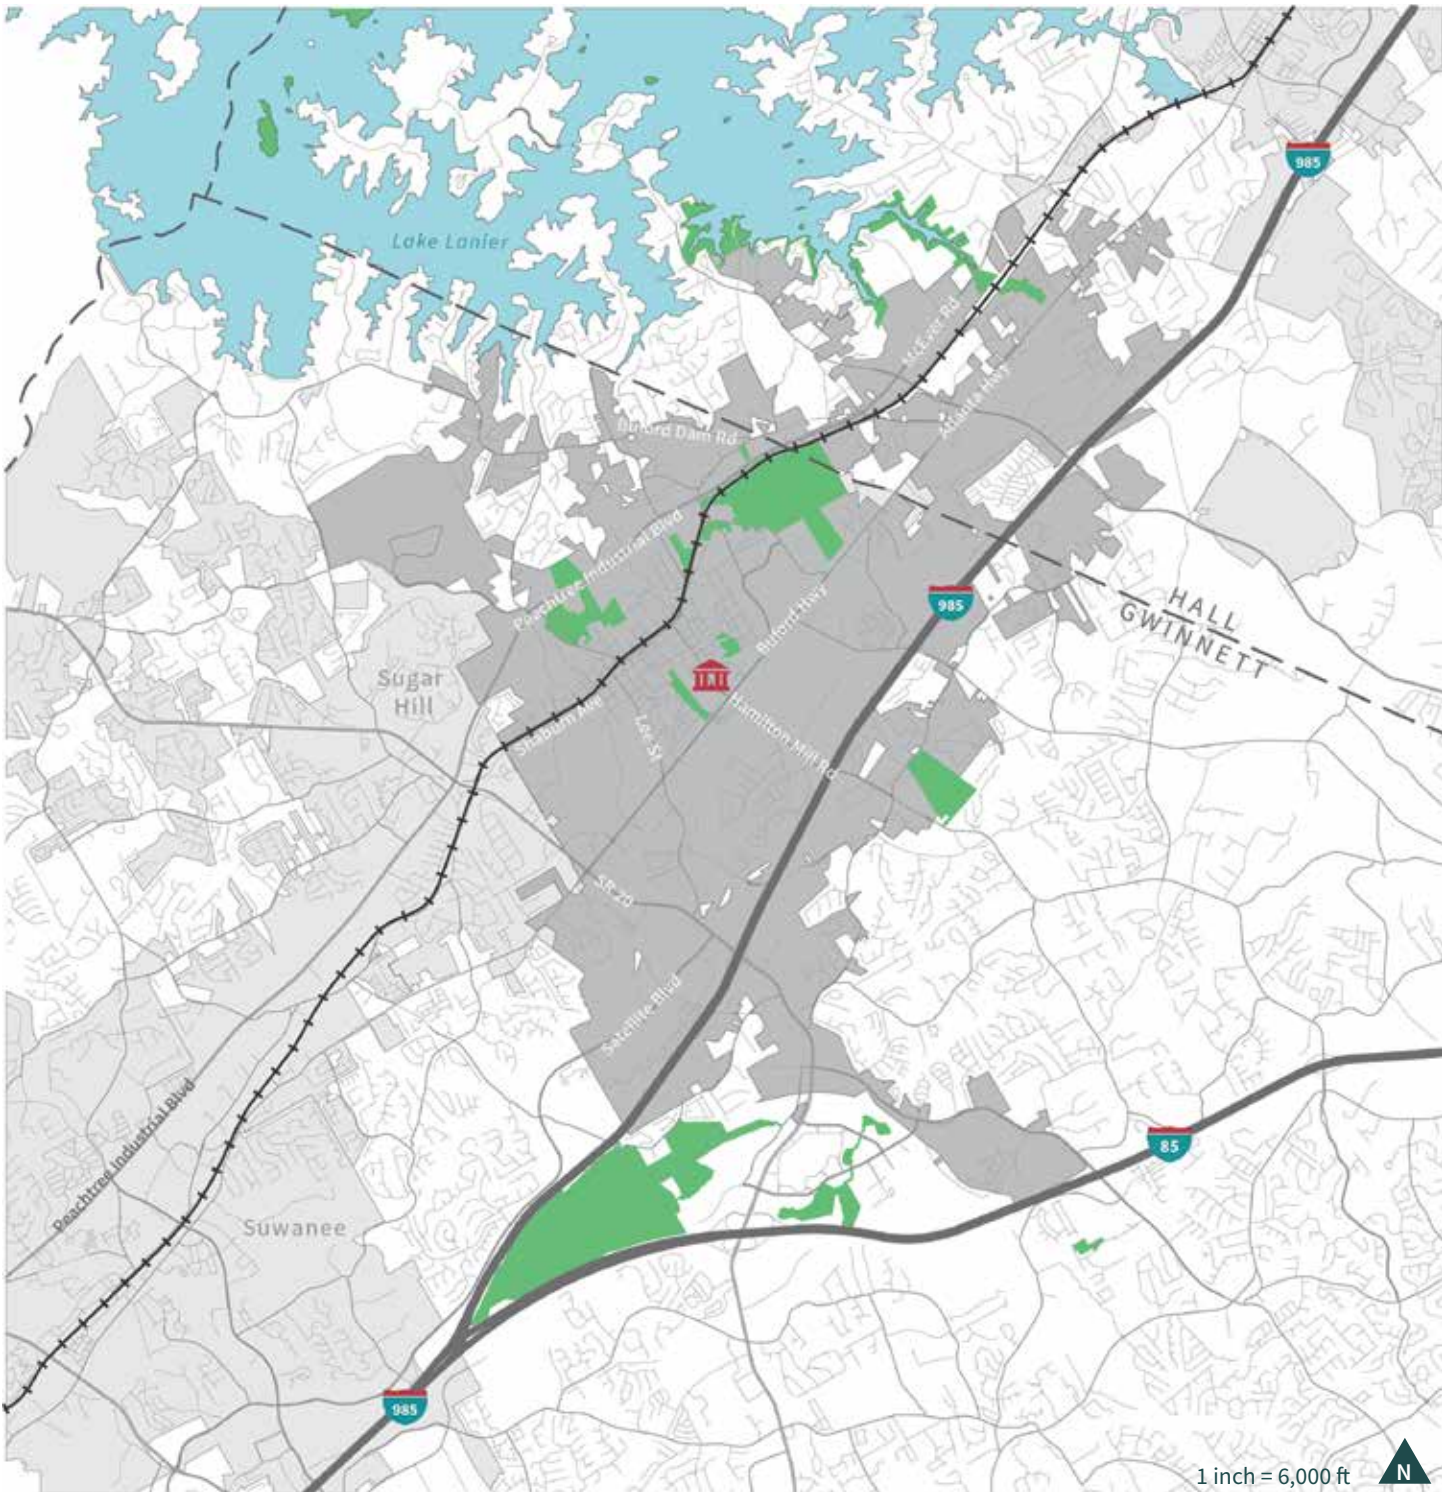 985
Lake Lanier
McEver Rd
Atlanta Hwy
Buford Dam Rd
Peachtree Industrial Blvd
985
HALL
GWINNETT
Buford Hwy
Sugar
Hill
Hamilton Mill Rd
Shadburn Ave
Lee St
SR 20
Satellite Blvd
Peachtree Industrial Blvd
85
Suwanee
985
1 inch = 6,000 ft
N